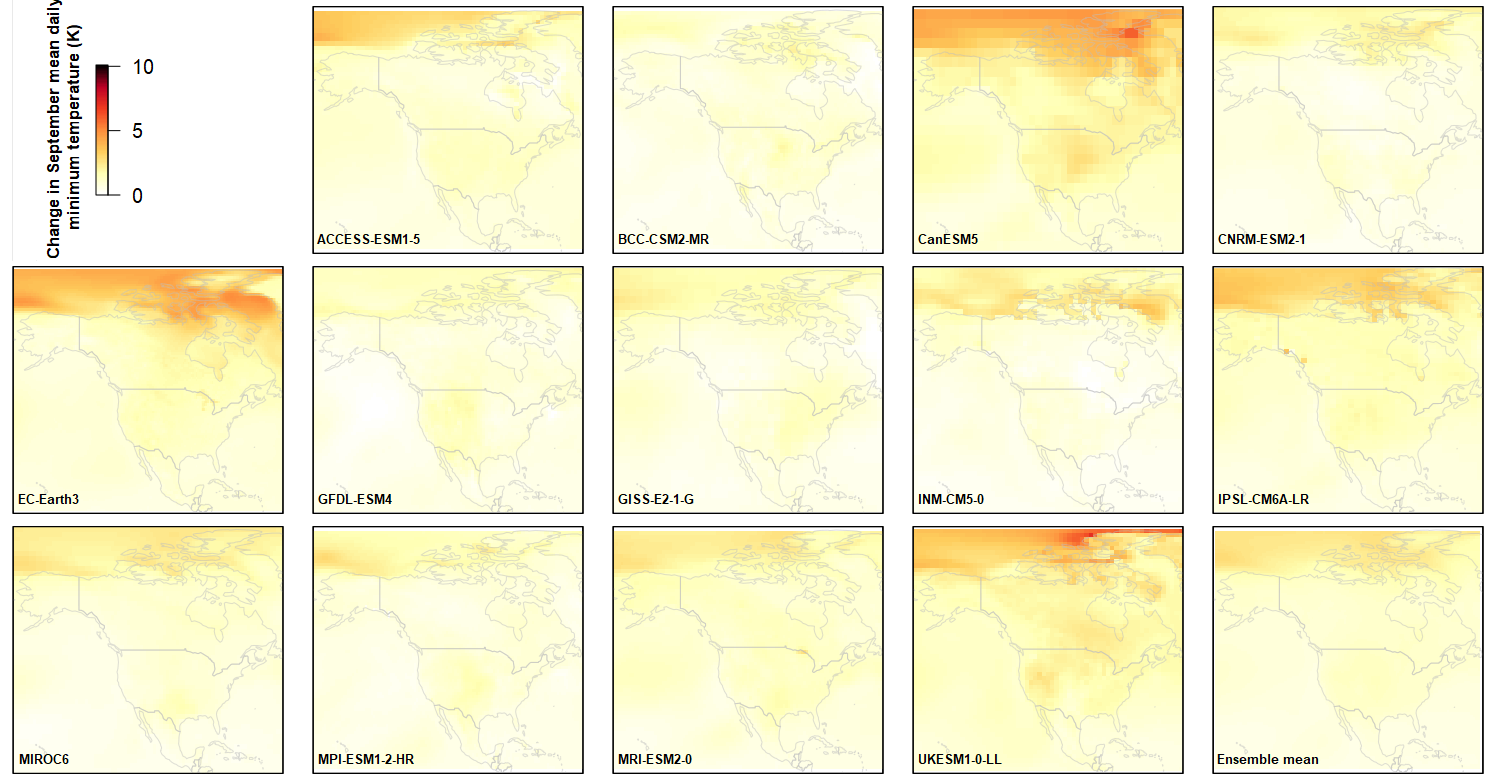 Change in September mean daily
minimum temperature (K)
10
5
0
ACCESS-ESM1-5
BCC-CSM2-MR
CanESM5
CNRM-ESM2-1
EC-Earth3
GFDL-ESM4
GISS-E2-1-G
INM-CM5-0
IPSL-CM6A-LR
MIROC6
MPI-ESM1-2-HR
MRI-ESM2-0
UKESM1-0-LL
Ensemble mean